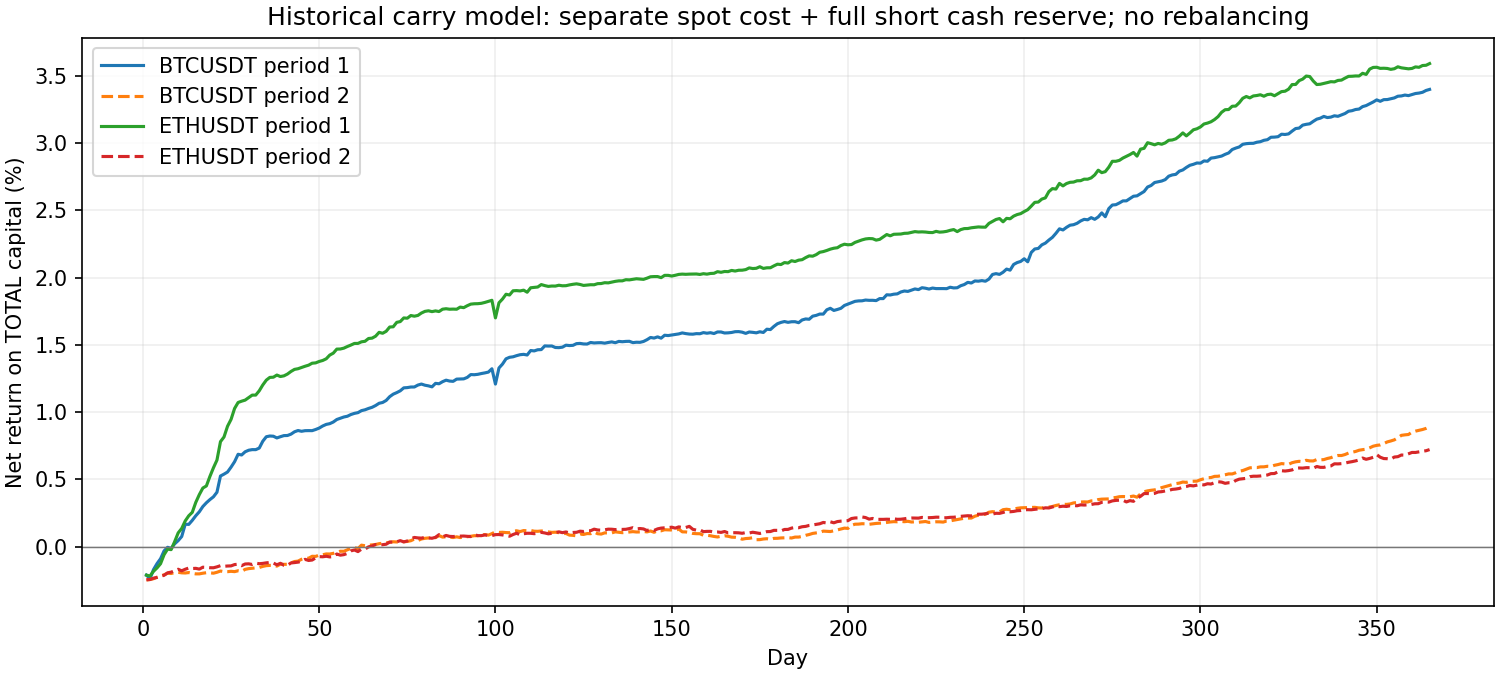 Historical carry model: separate spot cost + full short cash reserve; no rebalancing
BTCUSDT period 1
BTCUSDT period 2
ETHUSDT period 1
ETHUSDT period 2
Net return on TOTAL capital (%)
3.5
3.0
2.5
2.0
1.5
1.0
0.5
0.0
0
50
100
150
200
250
300
350
Day